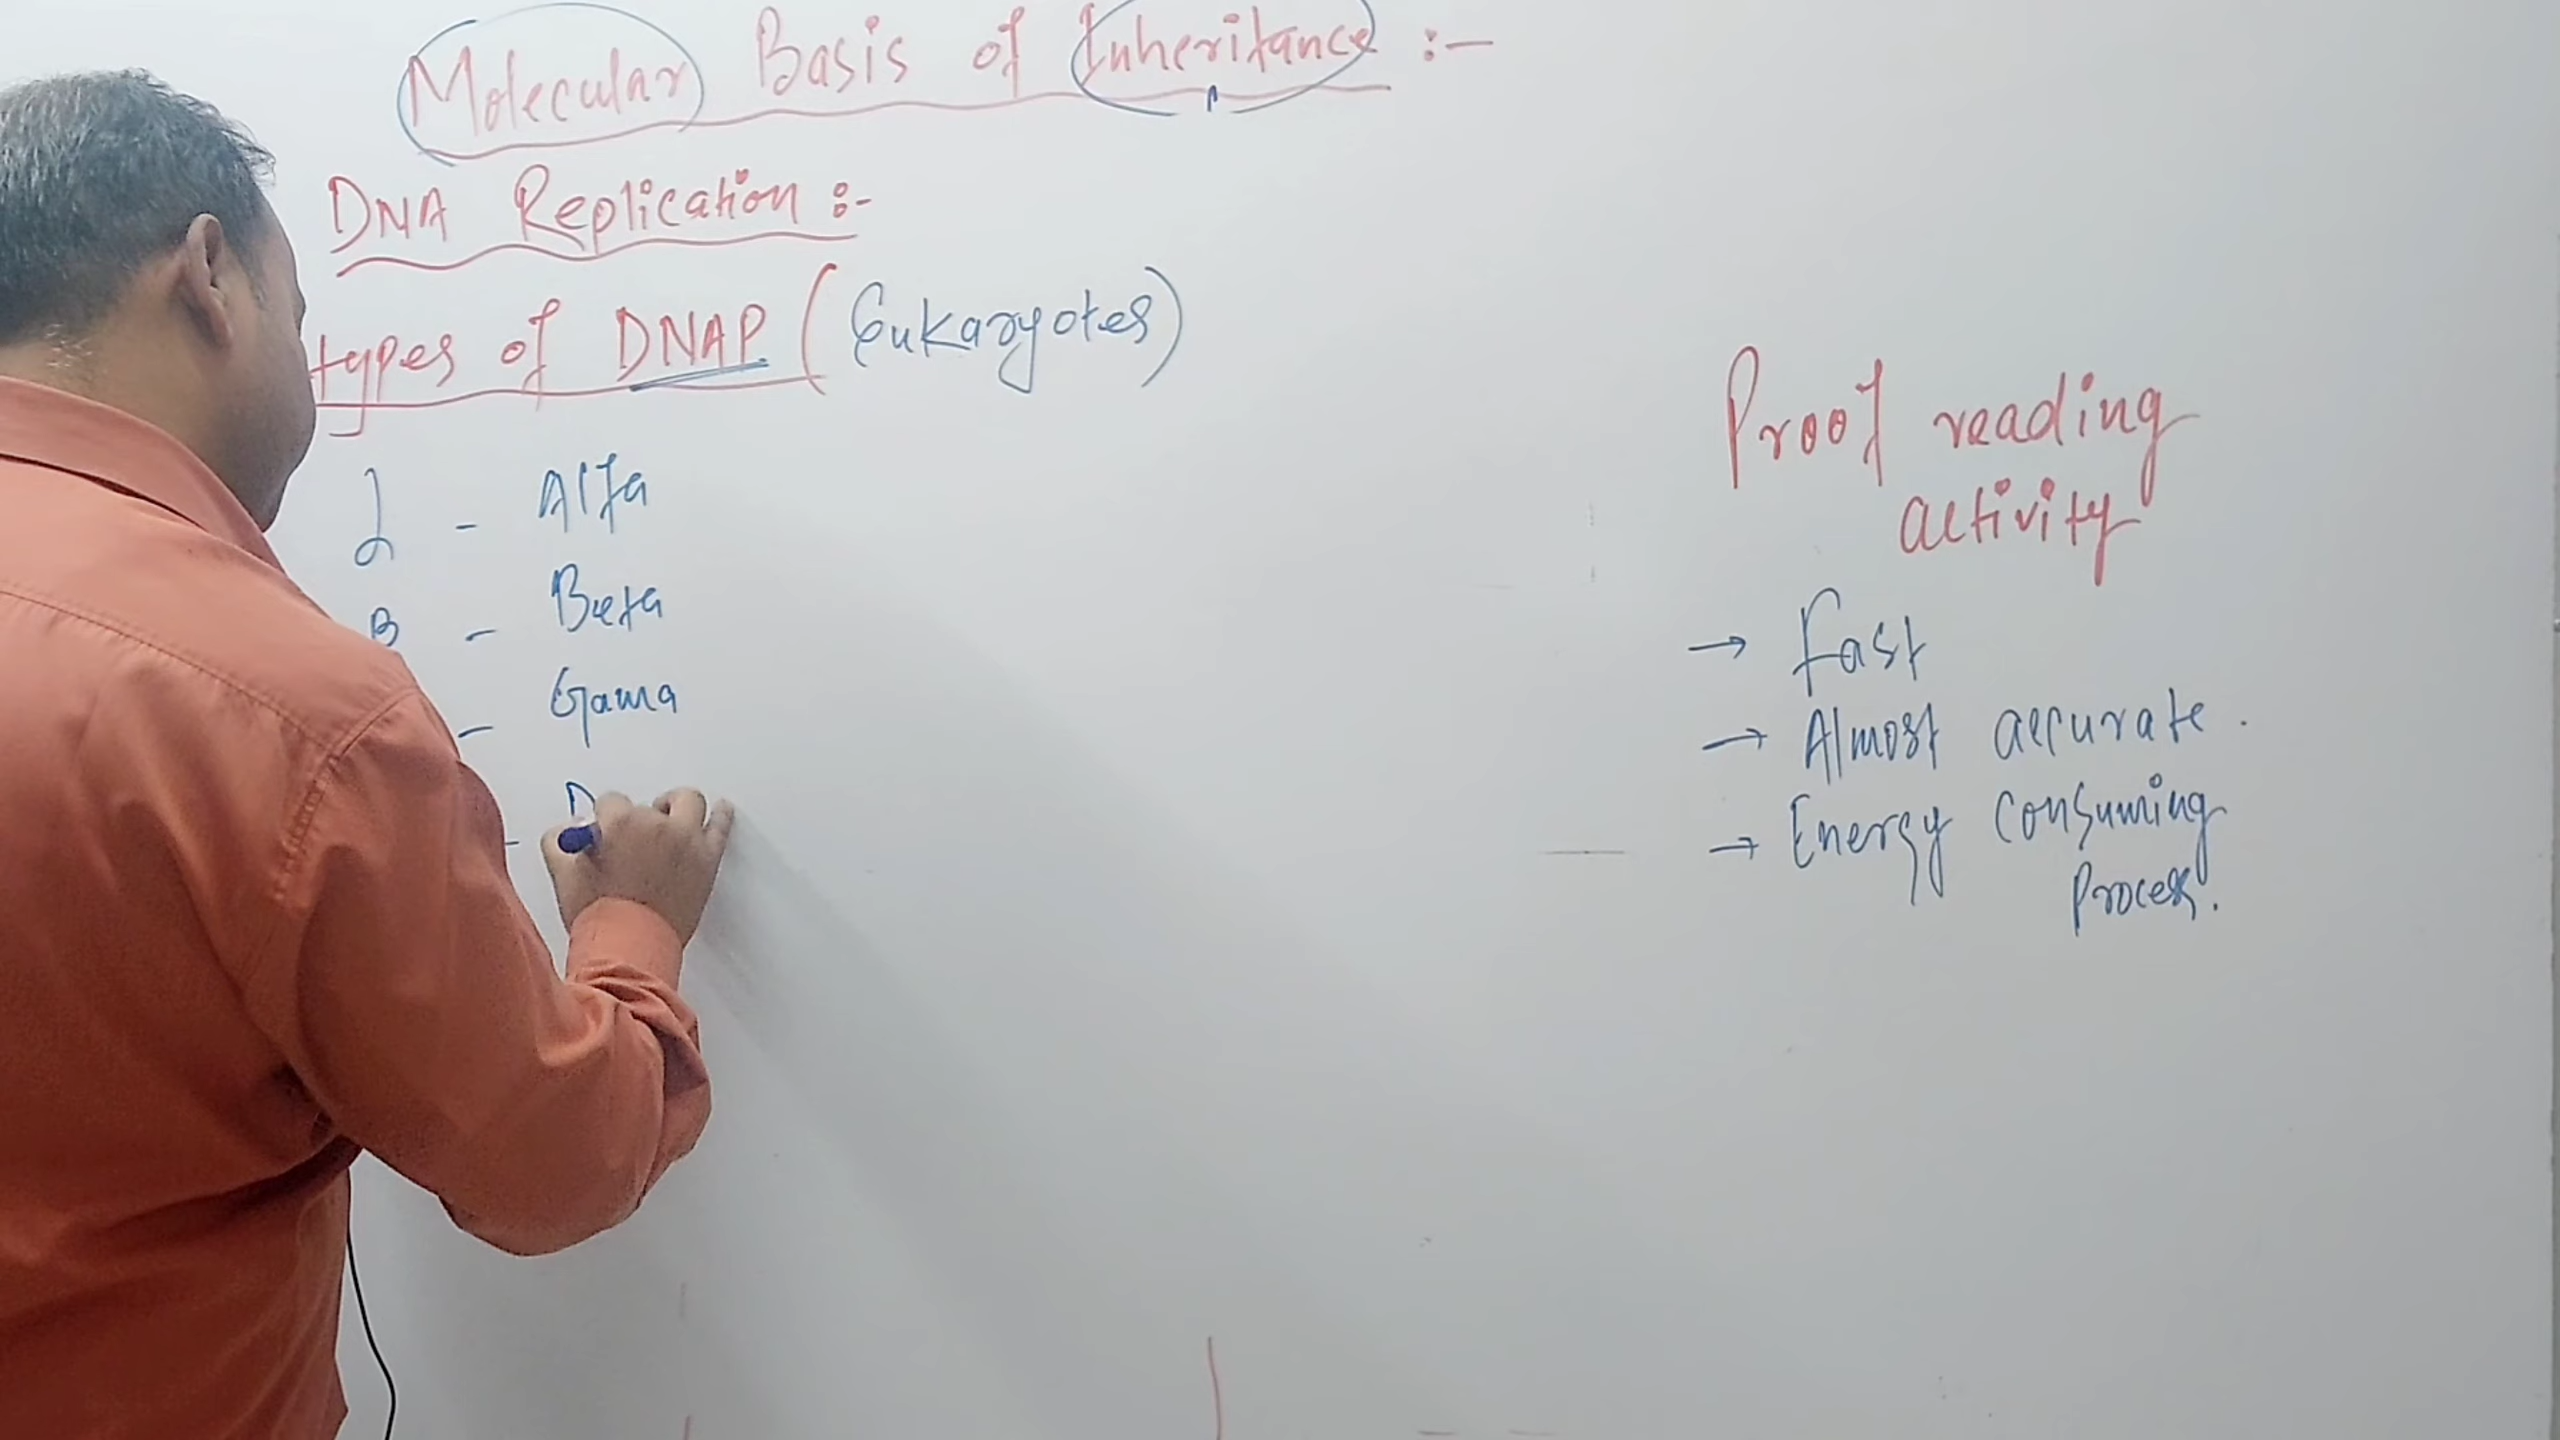 Molecular Basis of Inheritance :-
DNA Replication :-
types of DNAP (Eukaryotes)
α - Alfa
B - Beta
- Gama
- D
Proof reading
activity
→ Fast
→ Almost accurate.
→ Energy Consuming
Process.